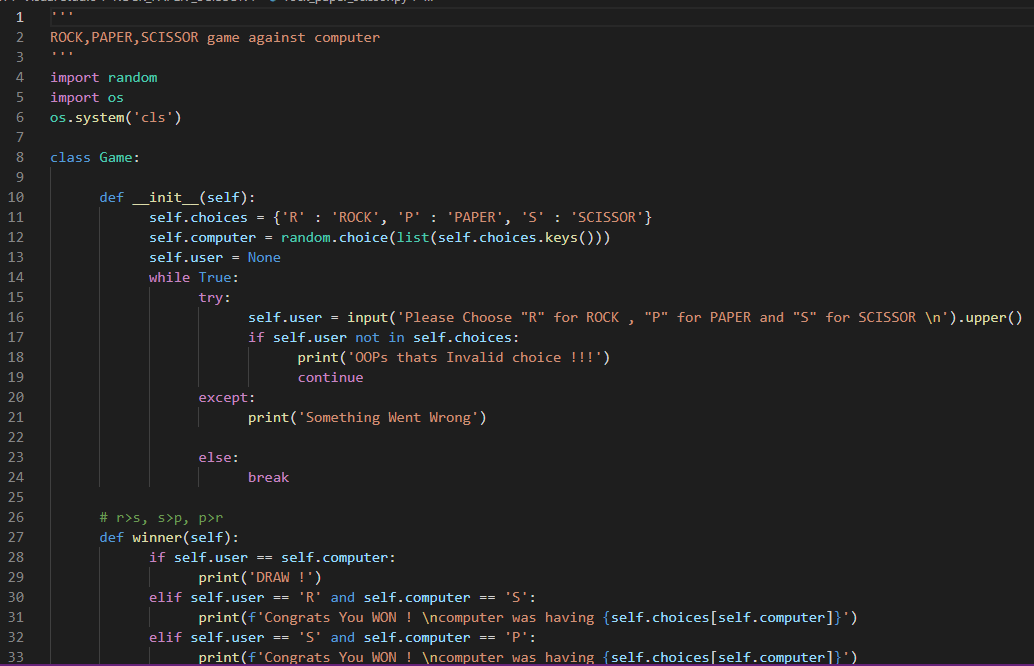 1 '''
2 ROCK,PAPER,SCISSOR game against computer
3 '''
4 import random
5 import os
6 os.system('cls')
7
8 class Game:
9
10 def __init__(self):
11 self.choices = {'R' : 'ROCK', 'P' : 'PAPER', 'S' : 'SCISSOR'}
12 self.computer = random.choice(list(self.choices.keys()))
13 self.user = None
14 while True:
15 try:
16 self.user = input('Please Choose "R" for ROCK , "P" for PAPER and "S" for SCISSOR \n').upper()
17 if self.user not in self.choices:
18 print('OOPs thats Invalid choice !!!')
19 continue
20 except:
21 print('Something Went Wrong')
22
23 else:
24 break
25
26 # r>s, s>p, p>r
27 def winner(self):
28 if self.user == self.computer:
29 print('DRAW !')
30 elif self.user == 'R' and self.computer == 'S':
31 print(f'Congrats You WON ! \ncomputer was having {self.choices[self.computer]}')
32 elif self.user == 'S' and self.computer == 'P':
33 print(f'Congrats You WON ! \ncomputer was having {self.choices[self.computer]}')